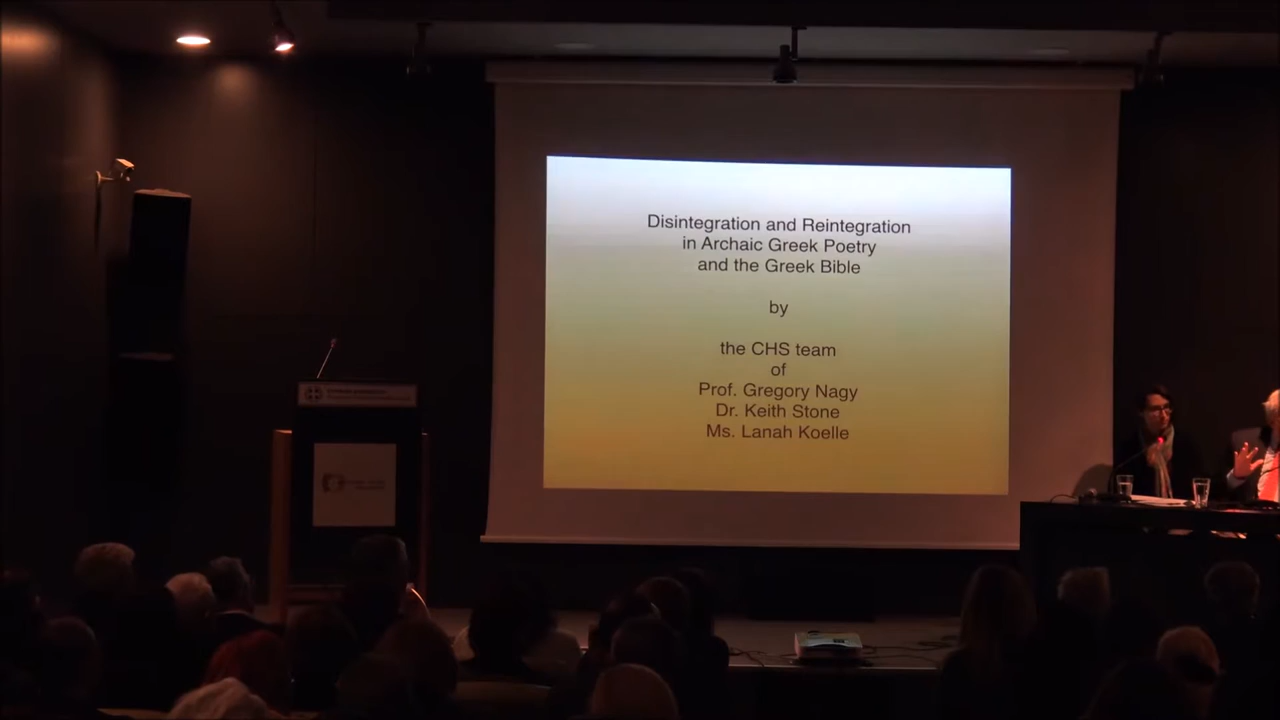 Disintegration and Reintegration
in Archaic Greek Poetry
and the Greek Bible
by
the CHS team
of
Prof. Gregory Nagy
Dr. Keith Stone
Ms. Lanah Koelle